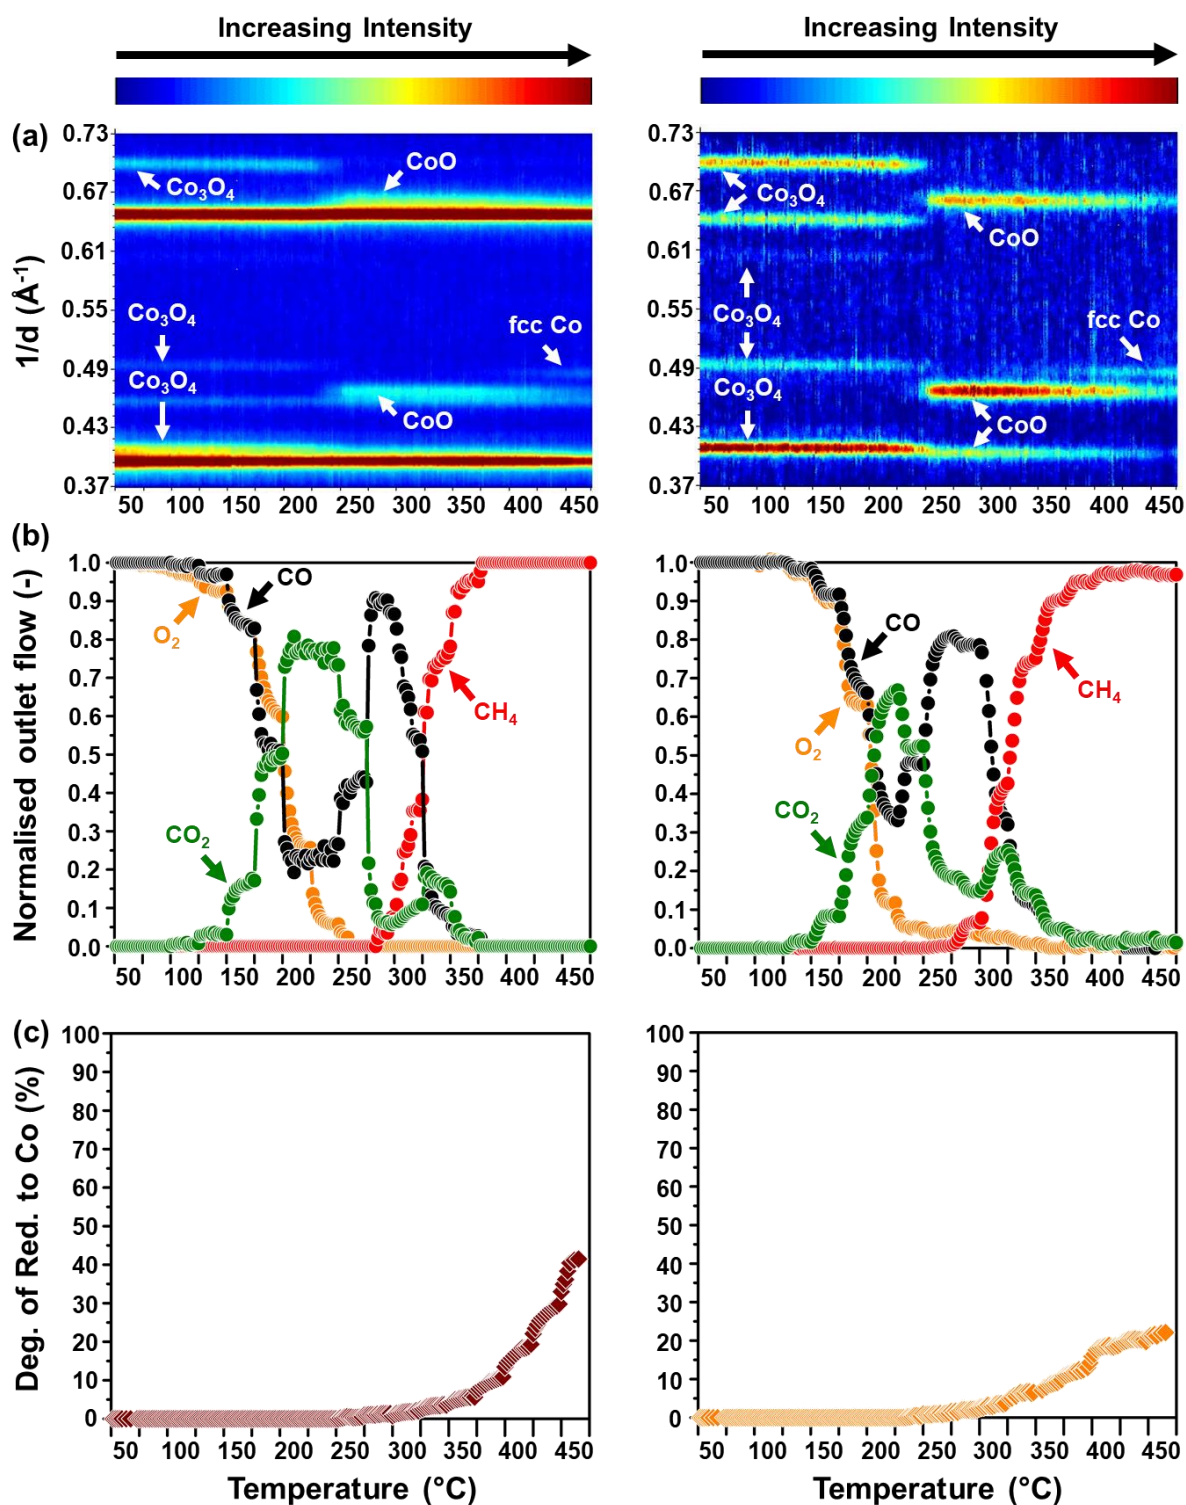 Increasing Intensity
Increasing Intensity
(a)
1/d (Å-1)
0.73
0.67
0.61
0.55
0.49
0.43
0.37
CoO
Co3O4
Co3O4
fcc Co
Co3O4
CoO
50 100 150 200 250 300 350 400 450
0.73
0.67
0.61
0.55
0.49
0.43
0.37
Co3O4
CoO
Co3O4
fcc Co
Co3O4
CoO
50 100 150 200 250 300 350 400 450
(b)
Normalised outlet flow (-)
1.0
0.9
0.8
0.7
0.6
0.5
0.4
0.3
0.2
0.1
0.0
CO
O2
CH4
CO2
50 100 150 200 250 300 350 400 450
1.0
0.9
0.8
0.7
0.6
0.5
0.4
0.3
0.2
0.1
0.0
CO
CH4
O2
CO2
50 100 150 200 250 300 350 400 450
(c)
Deg. of Red. to Co (%)
100
90
80
70
60
50
40
30
20
10
0
50 100 150 200 250 300 350 400 450
Temperature (°C)
100
90
80
70
60
50
40
30
20
10
0
50 100 150 200 250 300 350 400 450
Temperature (°C)